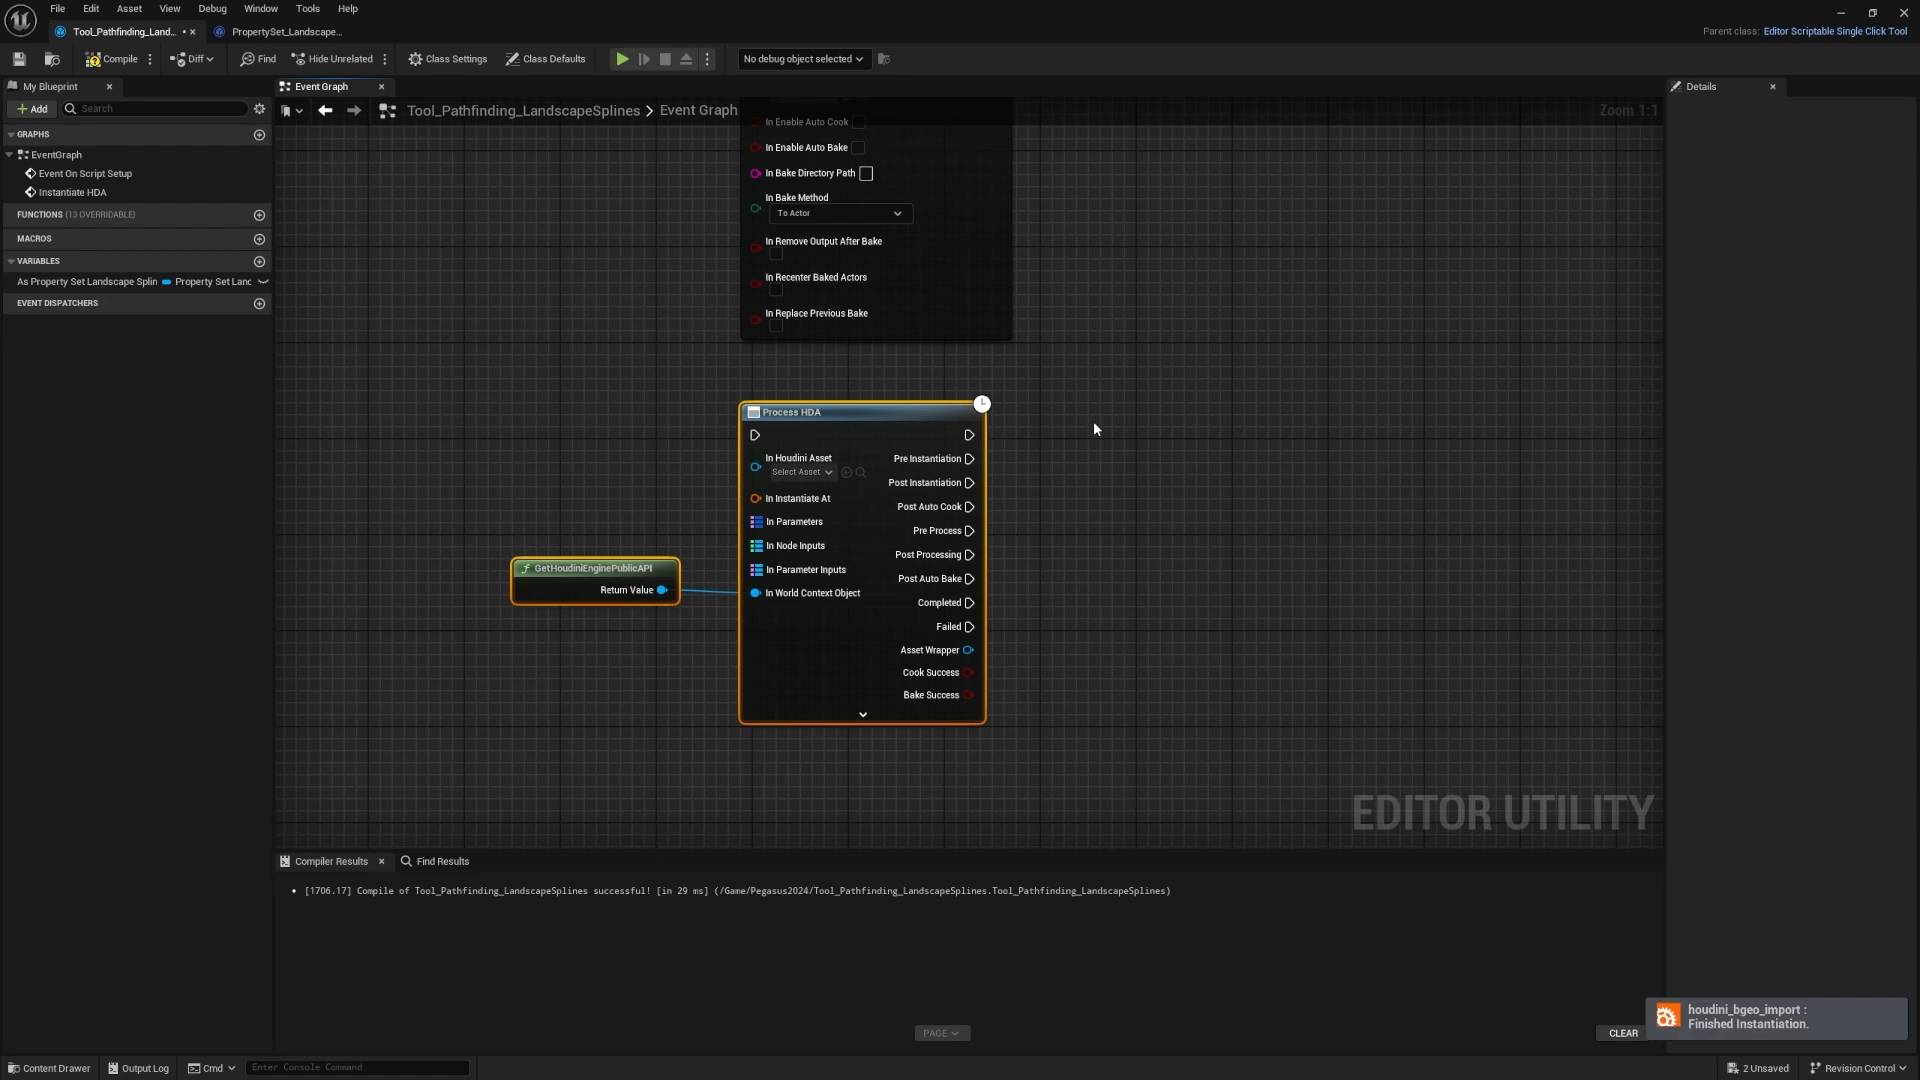 File Edit Asset View Debug Window Tools Help
Tool_Pathfinding_Land...
PropertySet_Landscape...
Parent class: Editor Scriptable Single Click Tool
Compile Diff Find Hide Unrelated Class Settings Class Defaults No debug object selected
My Blueprint
Event Graph
Details
Add
Search
Tool_Pathfinding_LandscapeSplines > Event Graph
Zoom 1:1
GRAPHS
EventGraph
Event On Script Setup
Instantiate HDA
FUNCTIONS (13 OVERRIDABLE)
MACROS
VARIABLES
As Property Set Landscape Splin Property Set Lanc
EVENT DISPATCHERS
In Enable Auto Cook
In Enable Auto Bake
In Bake Directory Path
In Bake Method
To Actor
In Remove Output After Bake
In Recenter Baked Actors
In Replace Previous Bake
Process HDA
In Houdini Asset
Select Asset
In Instantiate At
In Parameters
In Node Inputs
In Parameter Inputs
In World Context Object
Pre Instantiation
Post Instantiation
Post Auto Cook
Pre Process
Post Processing
Post Auto Bake
Completed
Failed
Asset Wrapper
Cook Success
Bake Success
GetHoudiniEnginePublicAPI
Return Value
EDITOR UTILITY
Compiler Results
Find Results
[1706.17] Compile of Tool_Pathfinding_LandscapeSplines successful! [in 29 ms] (/Game/Pegasus2024/Tool_Pathfinding_LandscapeSplines.Tool_Pathfinding_LandscapeSplines)
houdini_bgeo_import :
Finished Instantiation.
PAGE
CLEAR
Content Drawer Output Log Cmd Enter Console Command
2 Unsaved Revision Control